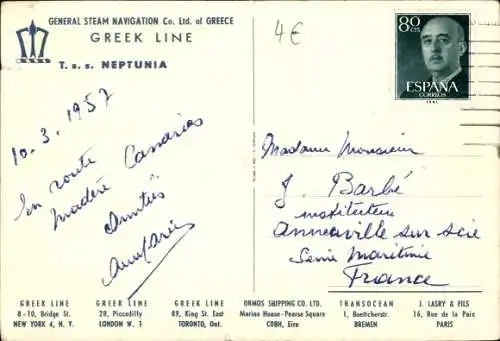 GENERAL STEAM NAVIGATION Co. Ltd. of GREECE
GREEK LINE
T. s. s. NEPTUNIA
4€
80
CTS
ESPAÑA
CORREOS
10.3.1957
En route
Madère Canaries
Amitiés
Madame Monsieur
J. Barbé
instituteur
Anneville sur Scie
Seine Maritime
France
GREEK LINE
8-10, Bridge St.
NEW YORK 4, N. Y.
GREEK LINE
28, Piccadilly
LONDON W. 1
GREEK LINE
89, King St. East
TORONTO, Ont.
ORMOS SHIPPING CO. LTD.
Marino House - Pearse Square
COBH, Eire
TRANSOCEAN
1, Boettcherstr.
BREMEN
J. LASRY & FILS
16, Rue de la Paix
PARIS